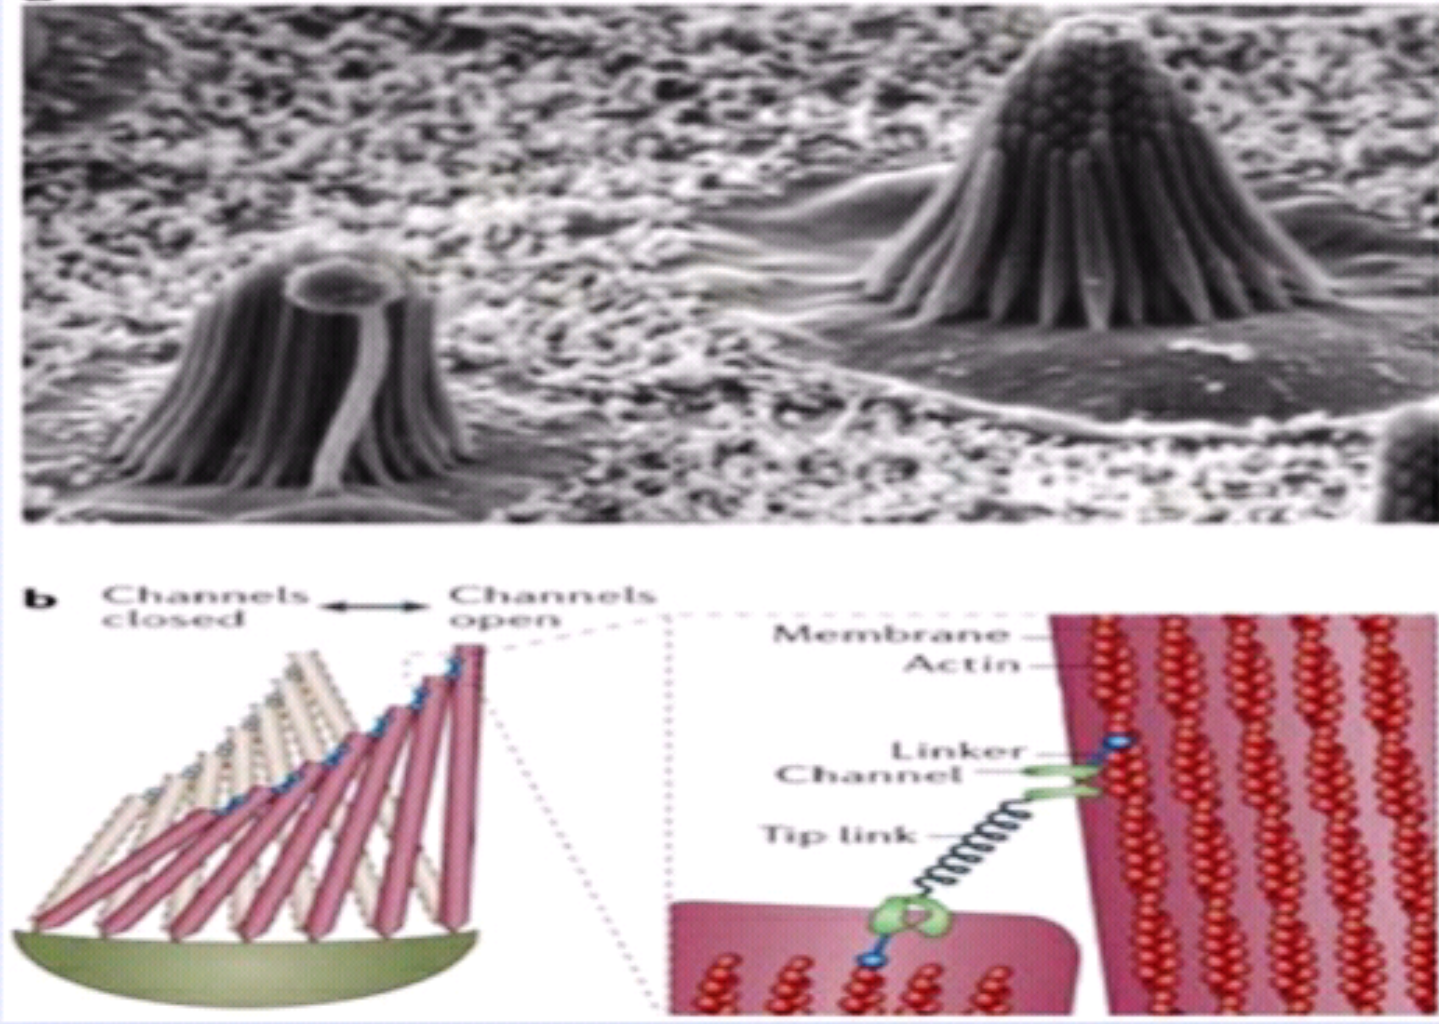 b
Channels
closed
Channels
open
Membrane
Actin
Linker
Channel
Tip link